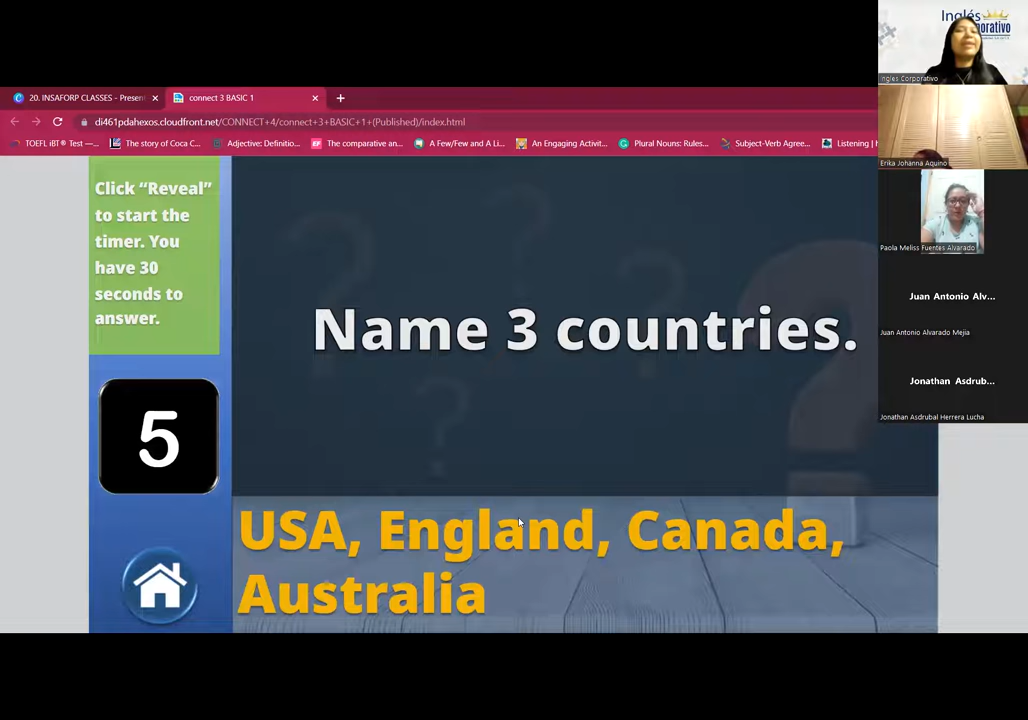 Inglés
orporativo
Ingles Corporativo
20. INSAFORP CLASSES - Present
connect 3 BASIC 1
di461pdahexos.cloudfront.net/CONNECT+4/connect+3+BASIC+1+(Published)/index.html
TOEFL iBT® Test —...
The story of Coca C...
Adjective: Definitio...
EP
The comparative an...
A Few/Few and A Li...
An Engaging Activit...
Plural Nouns: Rules...
Subject-Verb Agree...
Listening |
Erika Johanna Aquino
Paola Meliss Fuentes Alvarado
Juan Antonio Alv...
Juan Antonio Alvarado Mejia
Jonathan Asdrub...
Jonathan Asdrubal Herrera Lucha
Click “Reveal”
to start the
timer. You
have 30
seconds to
answer.
Name 3 countries.
5
USA, England, Canada,
Australia